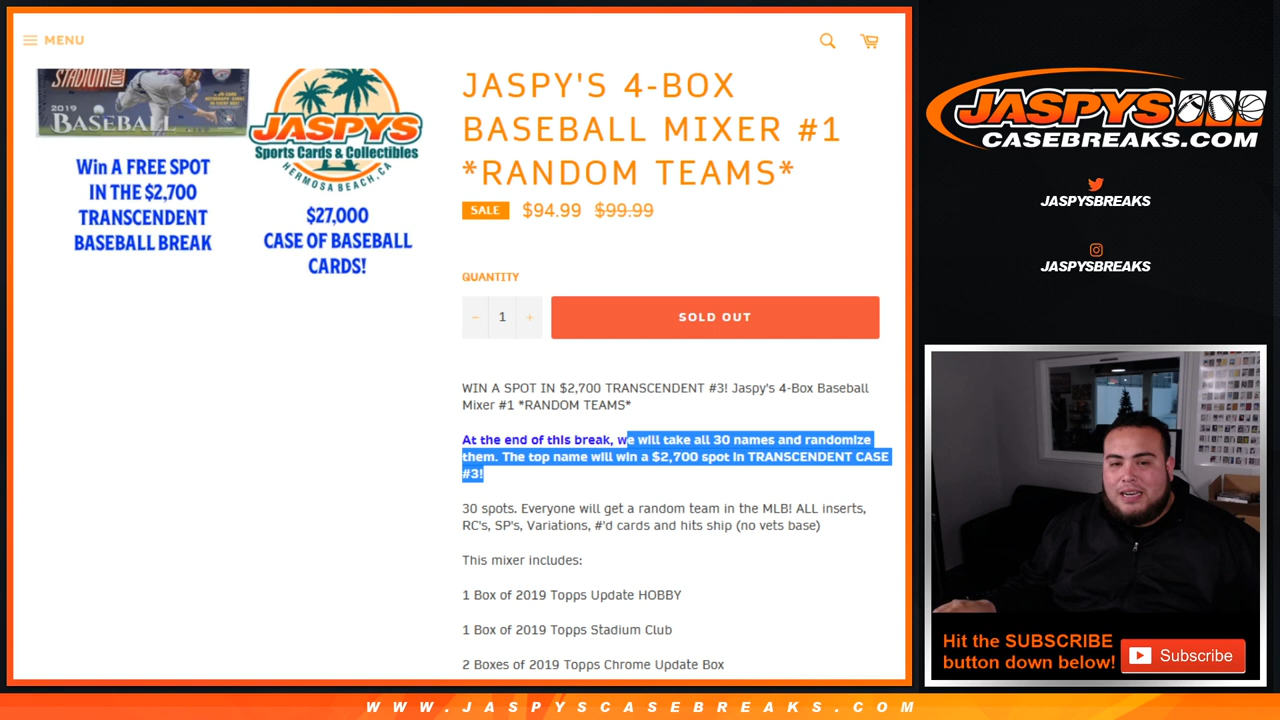 MENU
STADIUM
2019
BASEBALL
Win A FREE SPOT
IN THE $2,700
TRANSCENDENT
BASEBALL BREAK
JASPYS
Sports Cards & Collectibles
HERMOSA BEACH, CA
$27,000
CASE OF BASEBALL
CARDS!
JASPY'S 4-BOX
BASEBALL MIXER #1
*RANDOM TEAMS*
SALE $94.99 $99.99
QUANTITY
− 1 +
SOLD OUT
WIN A SPOT IN $2,700 TRANSCENDENT #3! Jaspy's 4-Box Baseball
Mixer #1 *RANDOM TEAMS*
At the end of this break, we will take all 30 names and randomize
them. The top name will win a $2,700 spot in TRANSCENDENT CASE
#3!
30 spots. Everyone will get a random team in the MLB! ALL inserts,
RC's, SP's, Variations, #'d cards and hits ship (no vets base)
This mixer includes:
1 Box of 2019 Topps Update HOBBY
1 Box of 2019 Topps Stadium Club
2 Boxes of 2019 Topps Chrome Update Box
JASPYS
CASEBREAKS.COM
JASPYSBREAKS
JASPYSBREAKS
Hit the SUBSCRIBE
button down below!
Subscribe
WWW.JASPYSCASEBREAKS.COM